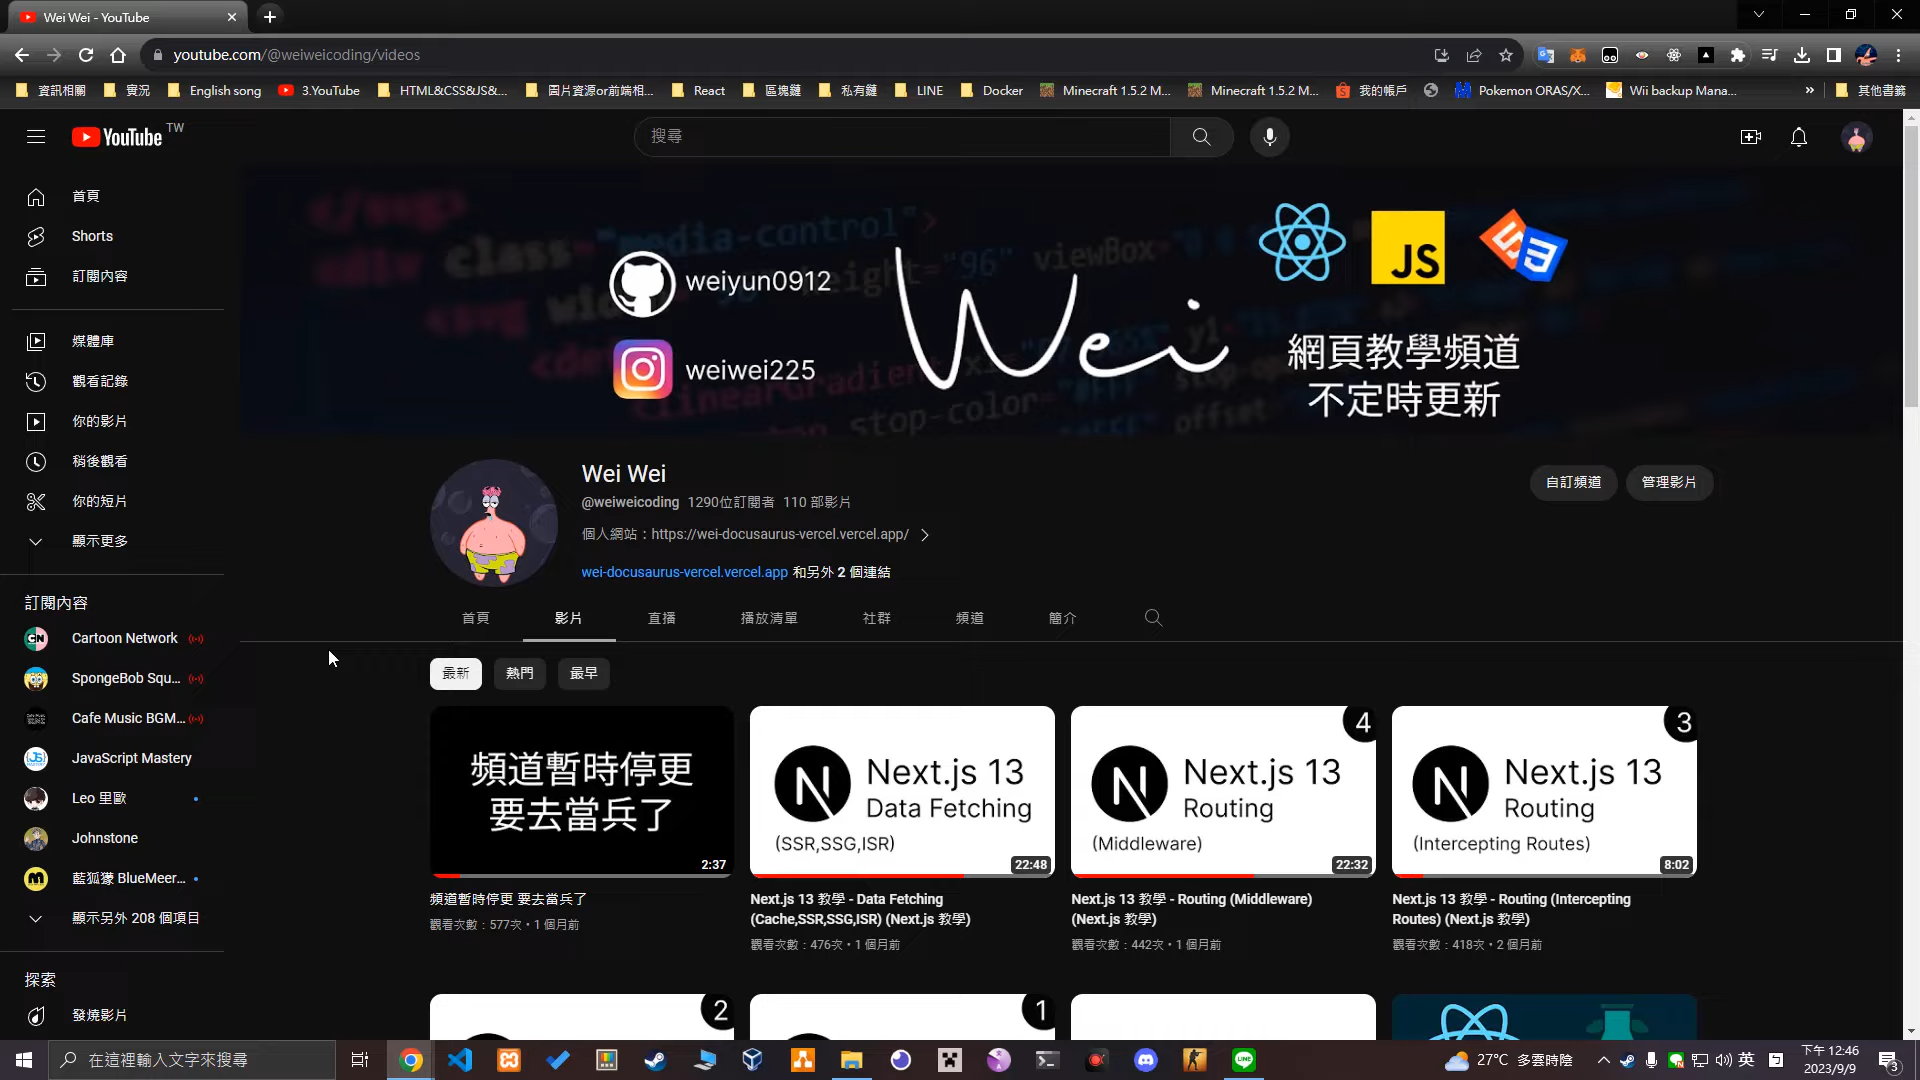 Wei Wei - YouTube
youtube.com/@weiweicoding/videos
資訊相關
實況
English song
3.YouTube
HTML&CSS&JS&...
圖片資源or前端相...
React
區塊鏈
私有鏈
LINE
Docker
Minecraft 1.5.2 M...
Minecraft 1.5.2 M...
我的帳戶
Pokemon ORAS/X...
Wii backup Mana...
»
其他書籤
YouTube TW
搜尋
首頁
Shorts
訂閱內容
媒體庫
觀看記錄
你的影片
稍後觀看
你的短片
顯示更多
訂閱內容
Cartoon Network
SpongeBob Squ...
Cafe Music BGM...
JavaScript Mastery
Leo 里歐
Johnstone
藍狐獴 BlueMeer...
顯示另外 208 個項目
探索
發燒影片
weiyun0912
weiwei225
Wei
JS
網頁教學頻道
不定時更新
Wei Wei
@weiweicoding 1290位訂閱者 110 部影片
個人網站：https://wei-docusaurus-vercel.vercel.app/
wei-docusaurus-vercel.vercel.app 和另外 2 個連結
自訂頻道
管理影片
首頁
影片
直播
播放清單
社群
頻道
簡介
最新
熱門
最早
頻道暫時停更
要去當兵了
2:37
頻道暫時停更 要去當兵了
觀看次數：577次・1 個月前
Next.js 13
Data Fetching
(SSR,SSG,ISR)
22:48
Next.js 13 教學 - Data Fetching
(Cache,SSR,SSG,ISR) (Next.js 教學)
觀看次數：476次・1 個月前
4
Next.js 13
Routing
(Middleware)
22:32
Next.js 13 教學 - Routing (Middleware)
(Next.js 教學)
觀看次數：442次・1 個月前
3
Next.js 13
Routing
(Intercepting Routes)
8:02
Next.js 13 教學 - Routing (Intercepting
Routes) (Next.js 教學)
觀看次數：418次・2 個月前
2
1
在這裡輸入文字來搜尋
27°C 多雲時陰
英
下午 12:46
2023/9/9
3